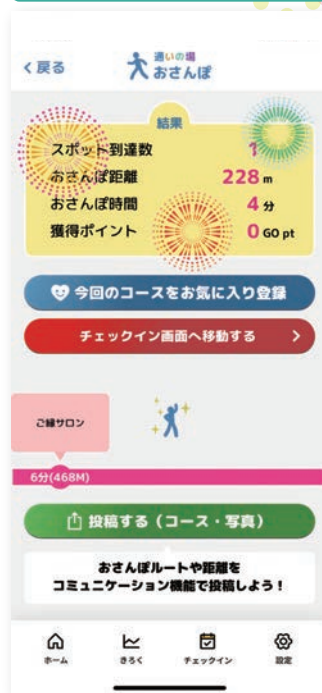 戻る
通いの場
おさんぽ
結果
スポット到達数 1
おさんぽ距離 228 m
おさんぽ時間 4 分
獲得ポイント 0 GO pt
今回のコースをお気に入り登録
チェックイン画面へ移動する
ご縁サロン
6分(468M)
投稿する（コース・写真）
おさんぽルートや距離を
コミュニケーション機能で投稿しよう！
ホーム きろく チェックイン 設定